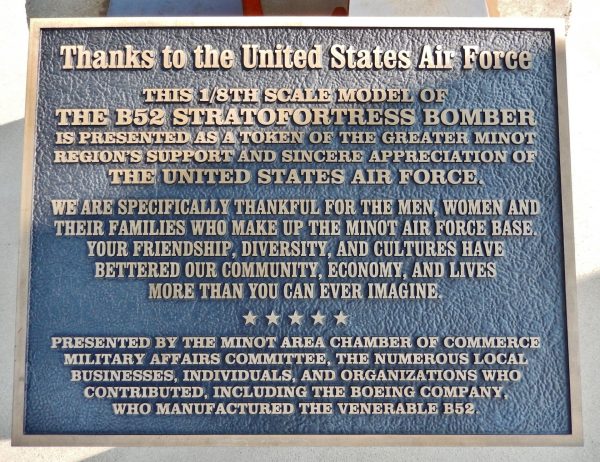 Thanks to the United States Air Force
THIS 1/8TH SCALE MODEL OF
THE B52 STRATOFORTRESS BOMBER
IS PRESENTED AS A TOKEN OF THE GREATER MINOT
REGION'S SUPPORT AND SINCERE APPRECIATION OF
THE UNITED STATES AIR FORCE.
WE ARE SPECIFICALLY THANKFUL FOR THE MEN, WOMEN AND
THEIR FAMILIES WHO MAKE UP THE MINOT AIR FORCE BASE.
YOUR FRIENDSHIP, DIVERSITY, AND CULTURES HAVE
BETTERED OUR COMMUNITY, ECONOMY, AND LIVES
MORE THAN YOU CAN EVER IMAGINE.
PRESENTED BY THE MINOT AREA CHAMBER OF COMMERCE
MILITARY AFFAIRS COMMITTEE, THE NUMEROUS LOCAL
BUSINESSES, INDIVIDUALS, AND ORGANIZATIONS WHO
CONTRIBUTED, INCLUDING THE BOEING COMPANY,
WHO MANUFACTURED THE VENERABLE B52.